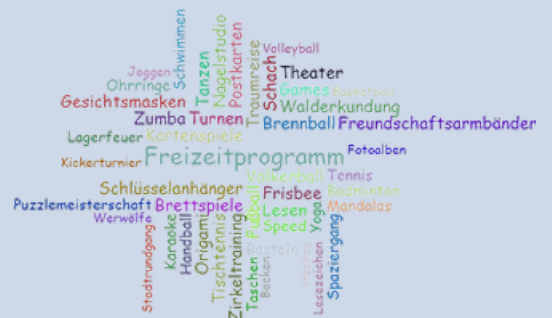 Schwimmen
Nagelstudio
Postkarten
Tanzen
Traumreise
Schach
Volleyball
Joggen
Theater
Ohrringe
Games
Basketball
Gesichtsmasken
Walderkundung
Zumba
Turnen
Brennball
Freundschaftsarmbänder
Lagerfeuer
Kartenspiele
Kickerturnier
Freizeitprogramm
Fotoalben
Völkerball
Tennis
Schlüsselanhänger
Frisbee
Badminton
Puzzlemeisterschaft
Brettspiele
Lesen
Mandalas
Werwölfe
Fußball
Speed
Yoga
Stadtrundgang
Karaoke
Handball
Origami
Tischtennis
Zirkeltraining
Basteln
Taschen
Backen
Lesezeichen
Spaziergang